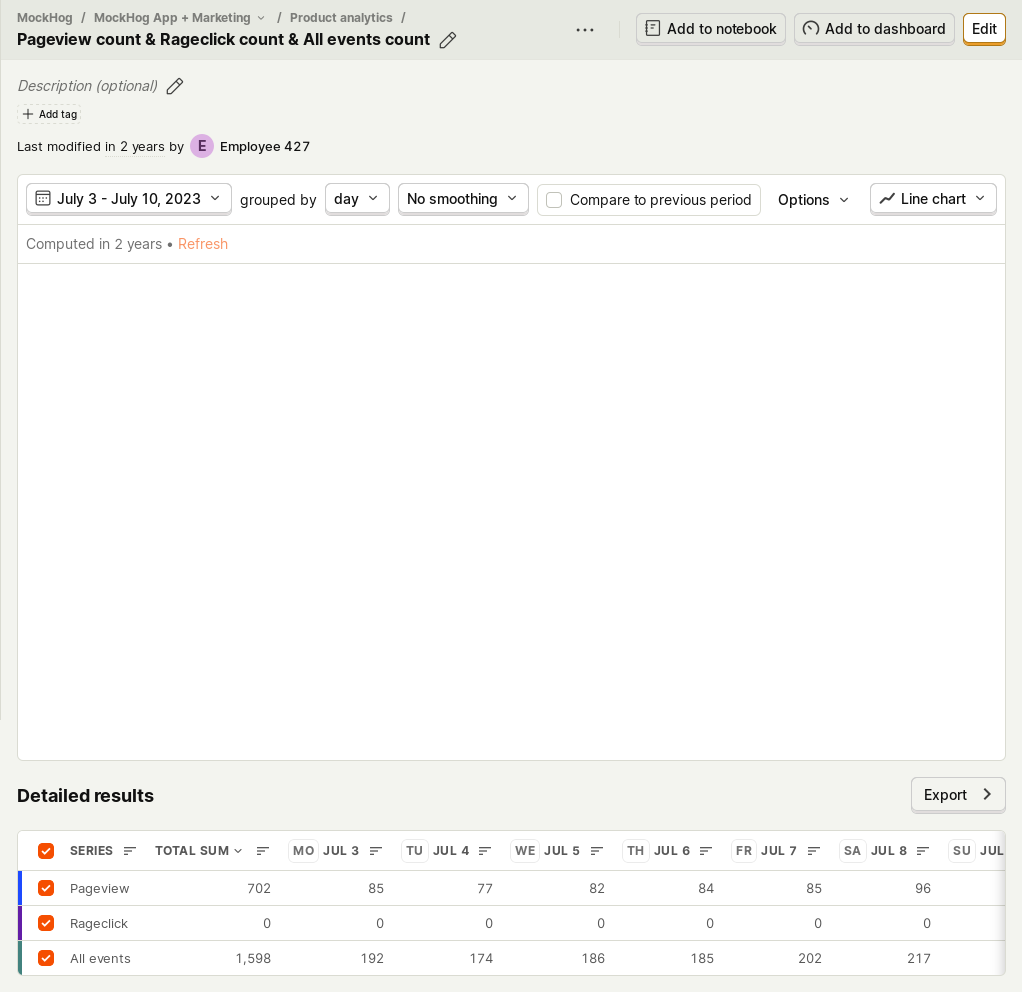 MockHog / MockHog App + Marketing / Product analytics /
Pageview count & Rageclick count & All events count
Add to notebook
Add to dashboard
Edit
Description (optional)
Add tag
Last modified in 2 years by E Employee 427
July 3 - July 10, 2023 grouped by day No smoothing Compare to previous period Options Line chart
Computed in 2 years • Refresh
Detailed results
Export
SERIES TOTAL SUM MO JUL 3 TU JUL 4 WE JUL 5 TH JUL 6 FR JUL 7 SA JUL 8 SU JUL
Pageview 702 85 77 82 84 85 96
Rageclick 0 0 0 0 0 0 0
All events 1,598 192 174 186 185 202 217